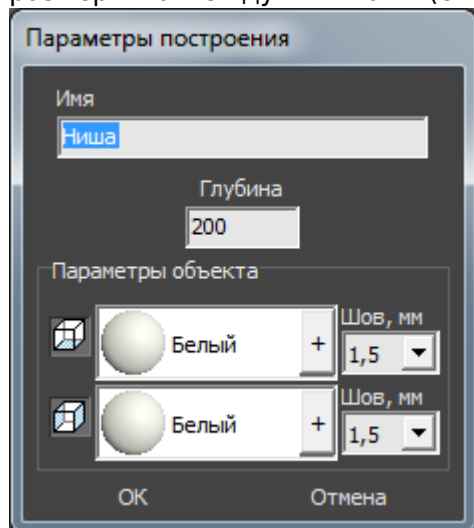 Параметры построения
Имя
Ниша
Глубина
200
Параметры объекта
Белый
+
Шов, мм
1,5
Белый
+
Шов, мм
1,5
ОК
Отмена